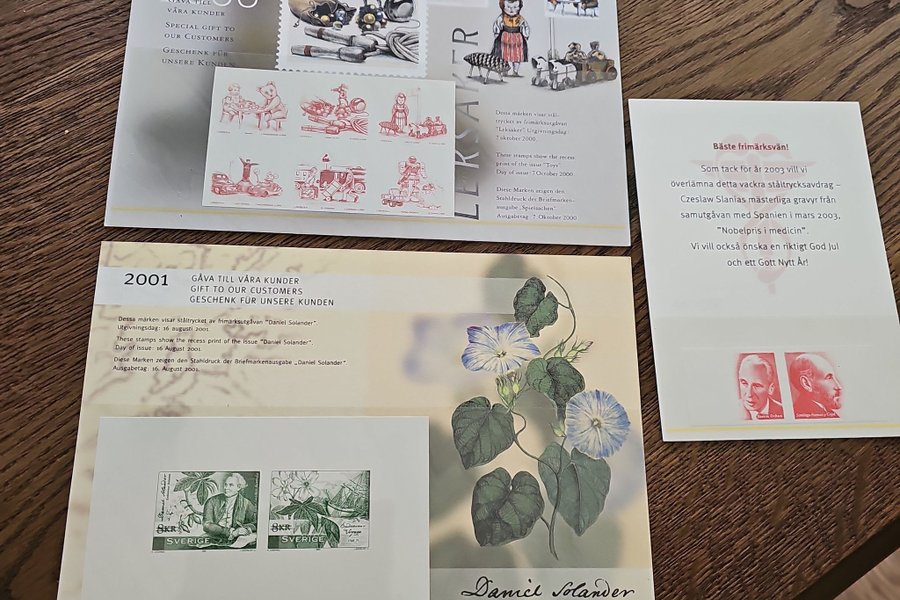 GÅVA TILL
VÅRA KUNDER
SPECIAL GIFT TO
OUR CUSTOMERS
GESCHENK FÜR
UNSERE KUNDEN
LEKSAKER
Dessa märken visar stål-
trycket av frimärksutgåvan
"Leksaker". Utgivningsdag:
7 oktober 2000.
These stamps show the recess
print of the issue "Toys".
Day of issue: 7 October 2000
Diese Marken zeigen den
Stahldruck der Briefmarken-
ausgabe „Spielsachen".
Ausgabetag: 7. Oktober 2000
Bäste frimärksvän!
Som tack för år 2003 vill vi
överlämna detta vackra ståltrycksavdrag –
Czeslaw Slanias mästerliga gravyr från
samutgåvan med Spanien i mars 2003,
"Nobelpris i medicin".
Vi vill också önska en riktigt God Jul
och ett Gott Nytt År!
2001
GÅVA TILL VÅRA KUNDER
GIFT TO OUR CUSTOMERS
GESCHENK FÜR UNSERE KUNDEN
Dessa märken visar ståltrycket av frimärksutgåvan "Daniel Solander".
Utgivningsdag: 16 augusti 2001.
These stamps show the recess print of the issue "Daniel Solander".
Day of issue: 16 August 2001
Diese Marken zeigen den Stahldruck der Briefmarkenausgabe „Daniel Solander".
Ausgabetag: 16. August 2001.
8KR
SVERIGE
8KR
SVERIGE
Daniel Solander